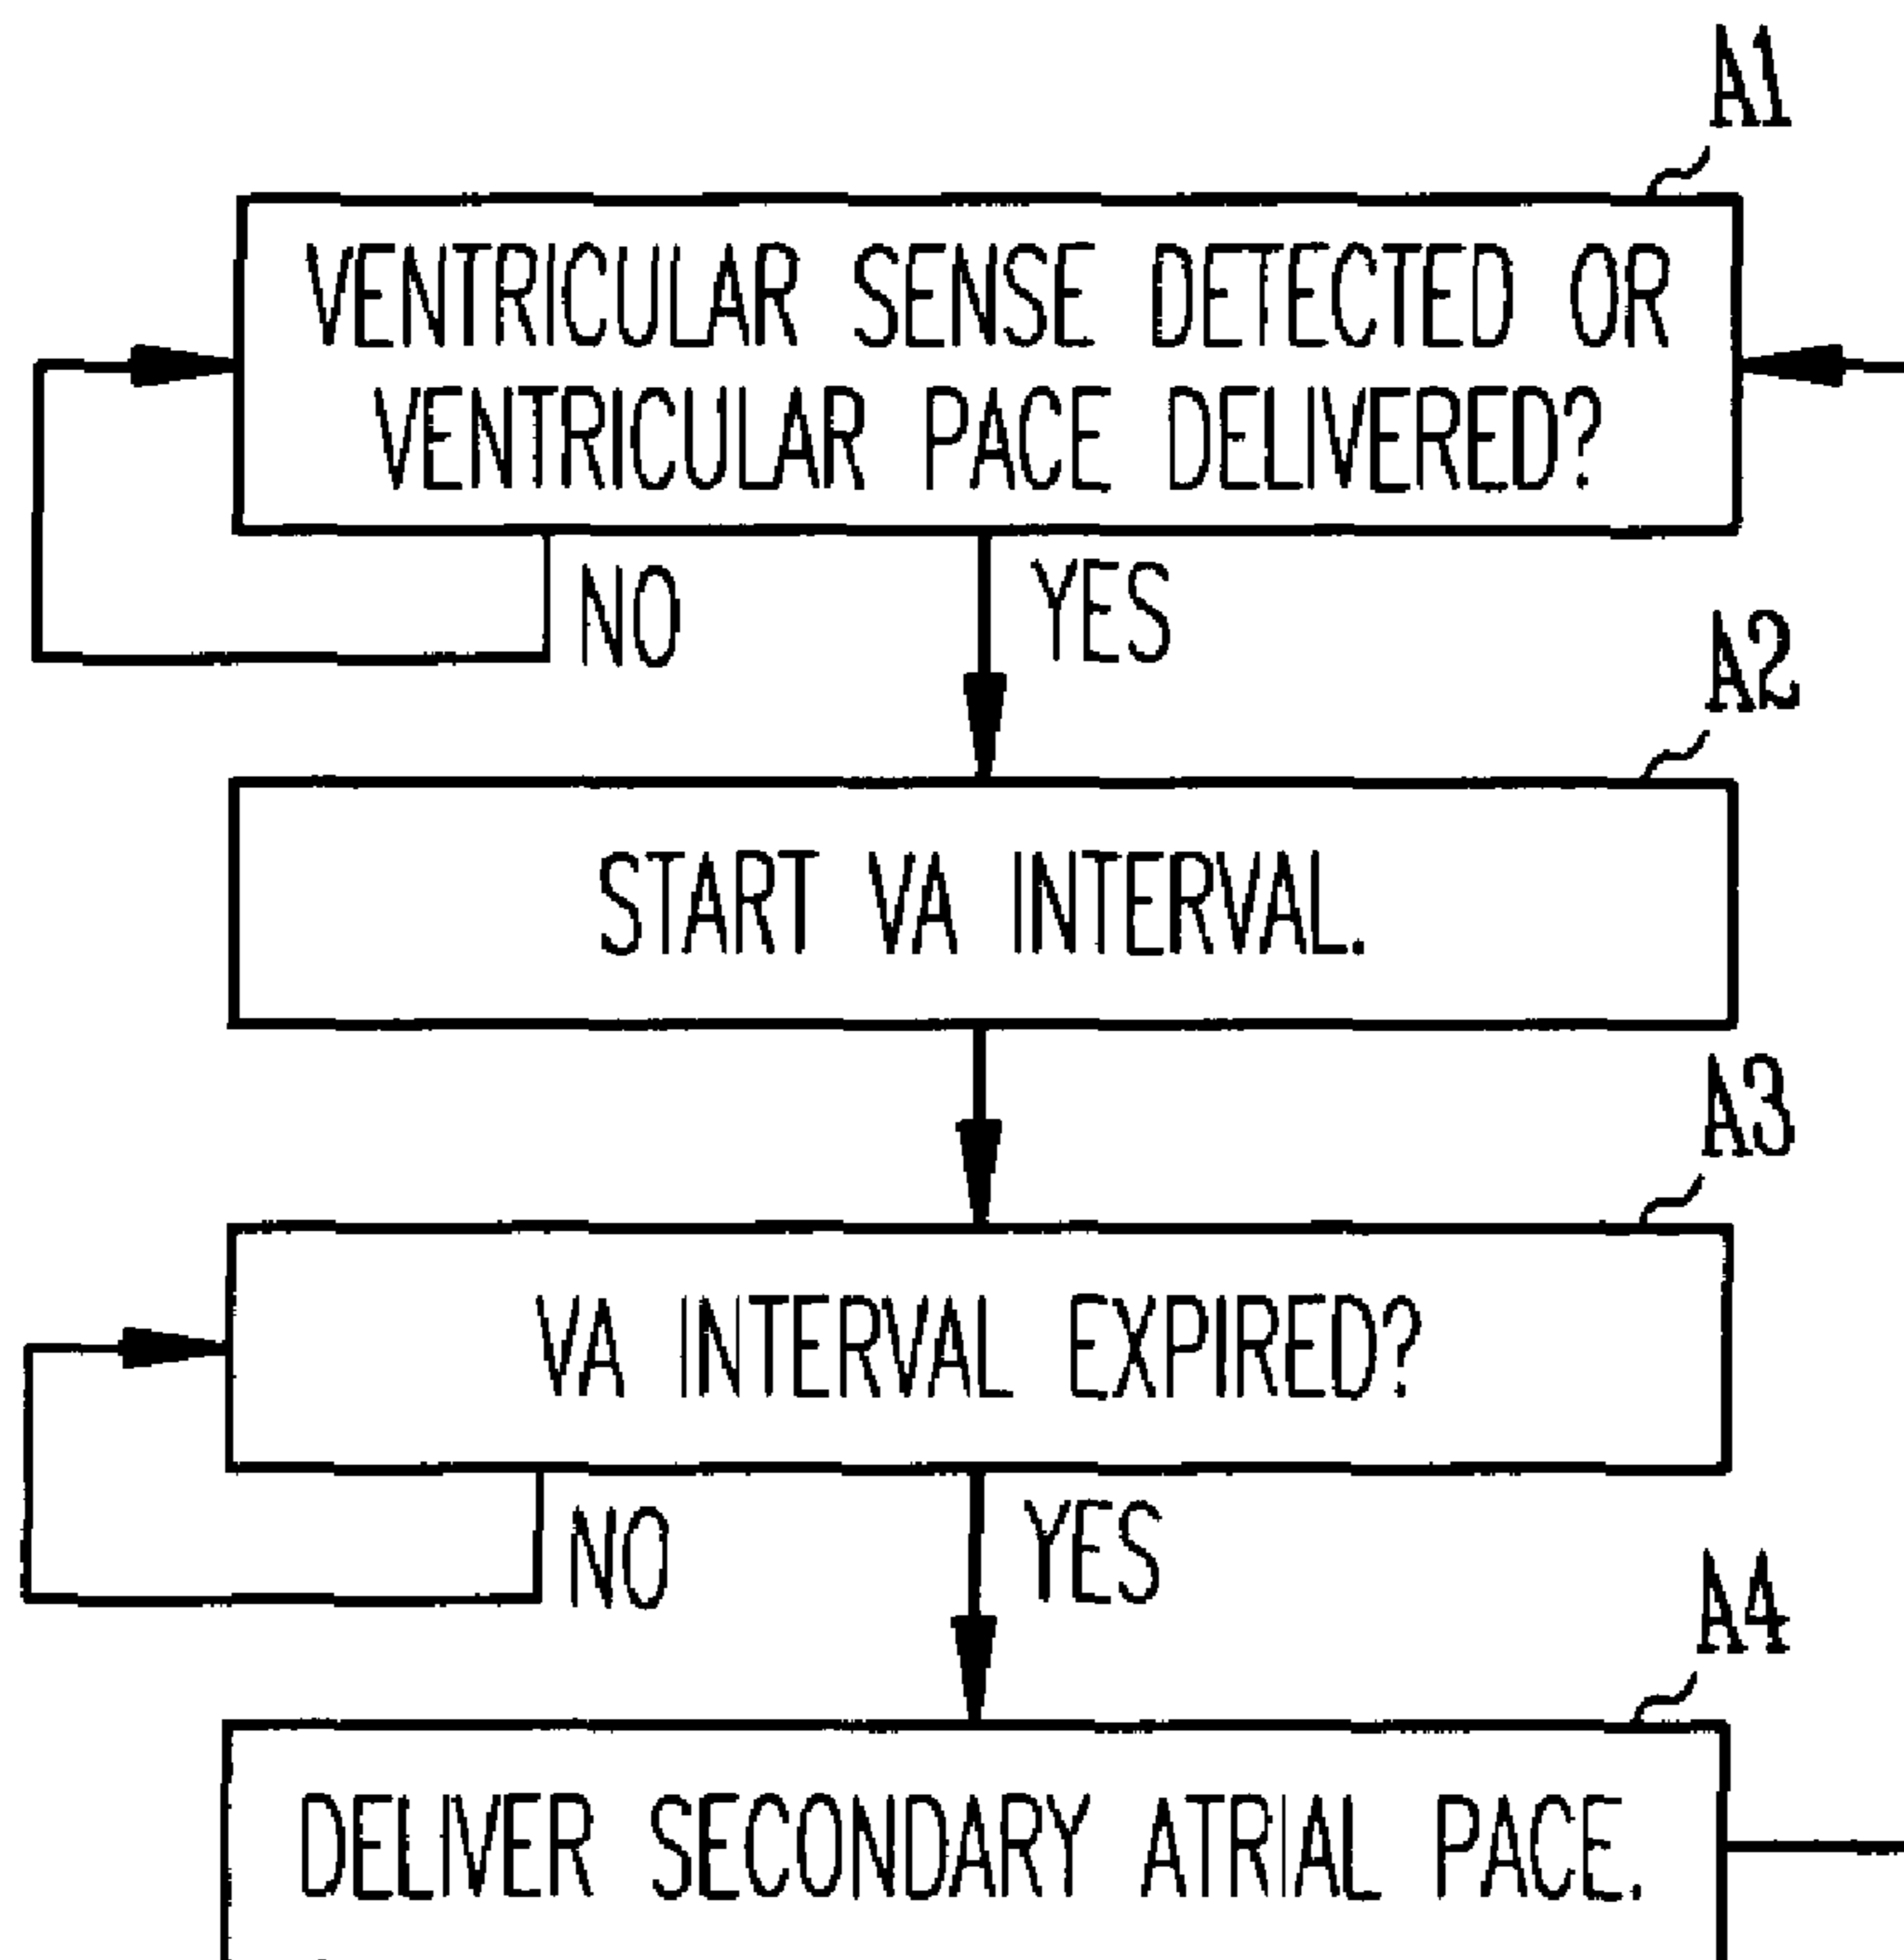 A1
VENTRICULAR SENSE DETECTED OR
VENTRICULAR PACE DELIVERED?
NO
YES
A2
START VA INTERVAL.
A3
VA INTERVAL EXPIRED?
NO
YES
A4
DELIVER SECONDARY ATRIAL PACE.